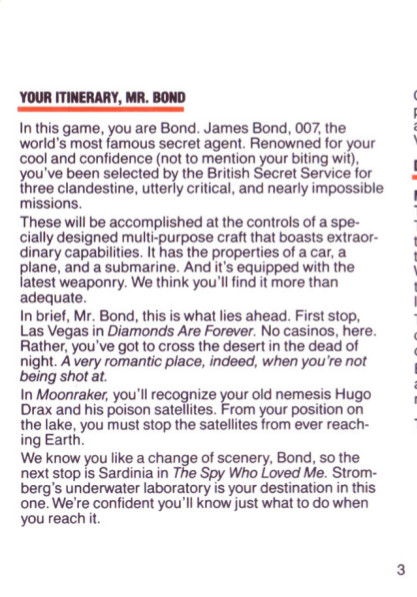 YOUR ITINERARY, MR. BOND
In this game, you are Bond. James Bond, 007, the
world's most famous secret agent. Renowned for your
cool and confidence (not to mention your biting wit),
you've been selected by the British Secret Service for
three clandestine, utterly critical, and nearly impossible
missions.
These will be accomplished at the controls of a spe-
cially designed multi-purpose craft that boasts extraor-
dinary capabilities. It has the properties of a car, a
plane, and a submarine. And it's equipped with the
latest weaponry. We think you'll find it more than
adequate.
In brief, Mr. Bond, this is what lies ahead. First stop,
Las Vegas in Diamonds Are Forever. No casinos, here.
Rather, you've got to cross the desert in the dead of
night. A very romantic place, indeed, when you're not
being shot at.
In Moonraker, you'll recognize your old nemesis Hugo
Drax and his poison satellites. From your position on
the lake, you must stop the satellites from ever reach-
ing Earth.
We know you like a change of scenery, Bond, so the
next stop is Sardinia in The Spy Who Loved Me. Strom-
berg's underwater laboratory is your destination in this
one. We're confident you'll know just what to do when
you reach it.
3